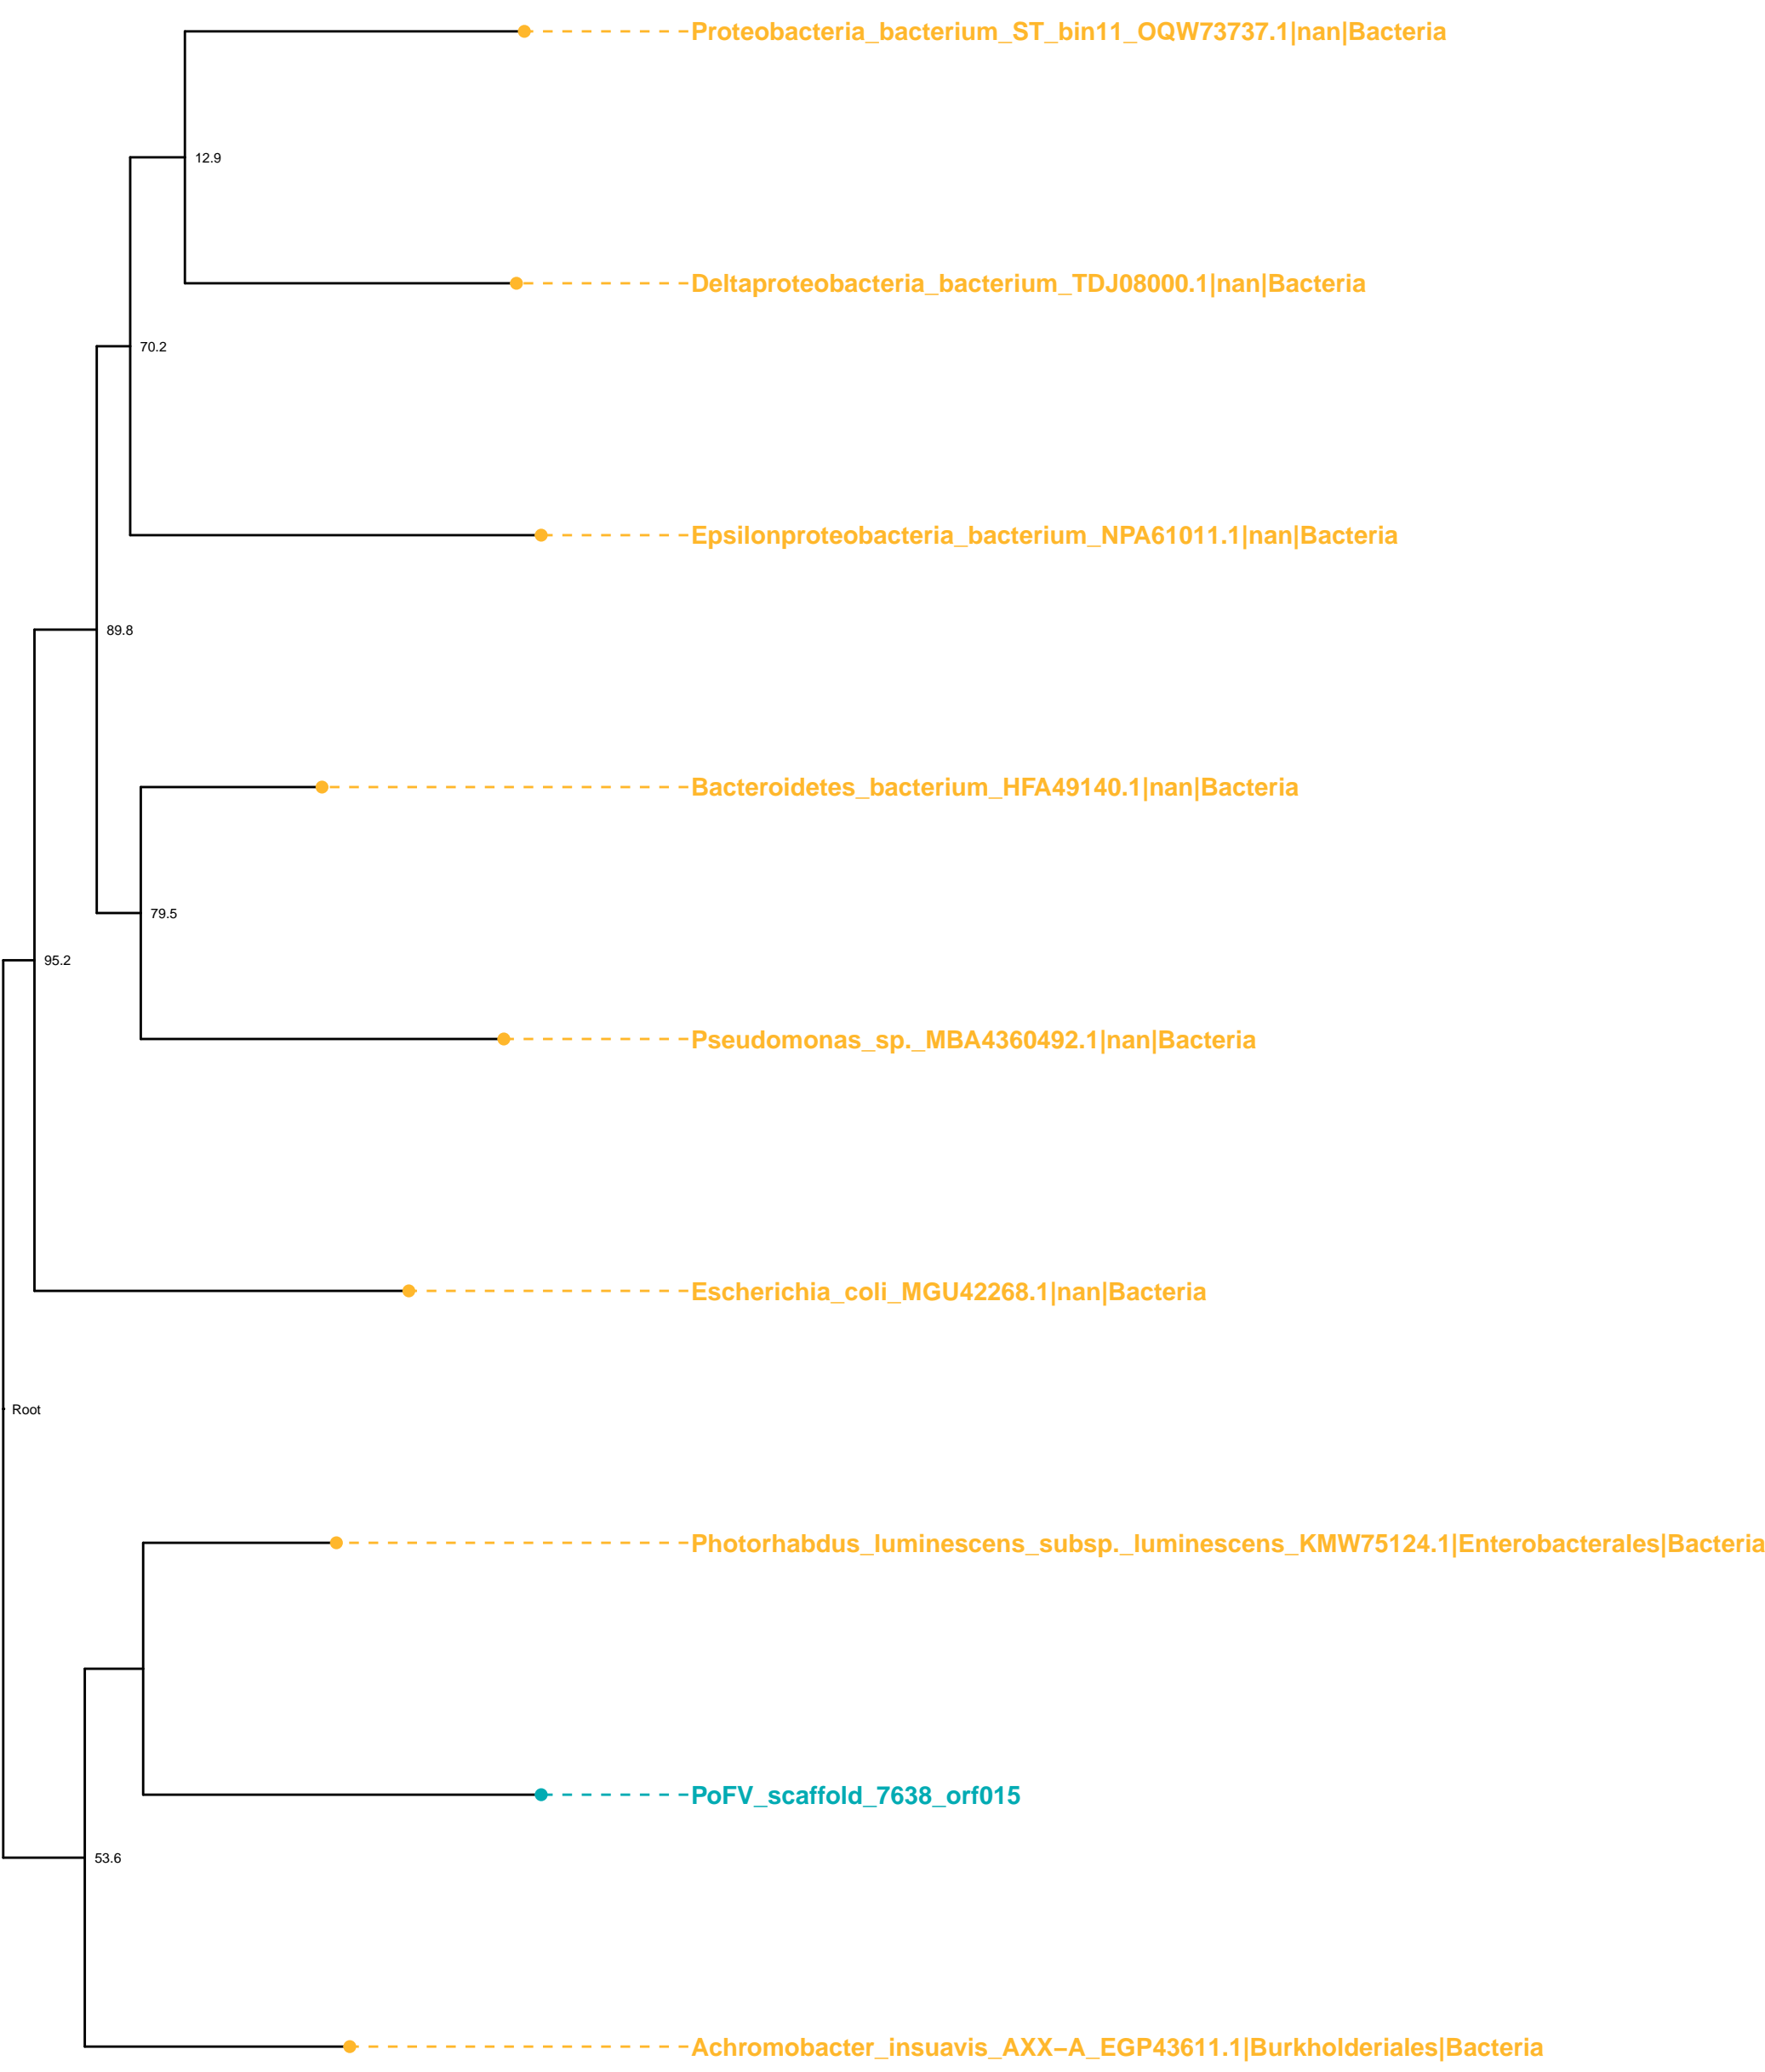 Proteobacteria_bacterium_ST_bin11_OQW73737.1|nan|Bacteria
12.9
Deltaproteobacteria_bacterium_TDJ08000.1|nan|Bacteria
70.2
Epsilonproteobacteria_bacterium_NPA61011.1|nan|Bacteria
89.8
Bacteroidetes_bacterium_HFA49140.1|nan|Bacteria
79.5
95.2
Pseudomonas_sp._MBA4360492.1|nan|Bacteria
Escherichia_coli_MGU42268.1|nan|Bacteria
Root
Photorhabdus_luminescens_subsp._luminescens_KMW75124.1|Enterobacterales|Bacteria
PoFV_scaffold_7638_orf015
53.6
Achromobacter_insuavis_AXX−A_EGP43611.1|Burkholderiales|Bacteria